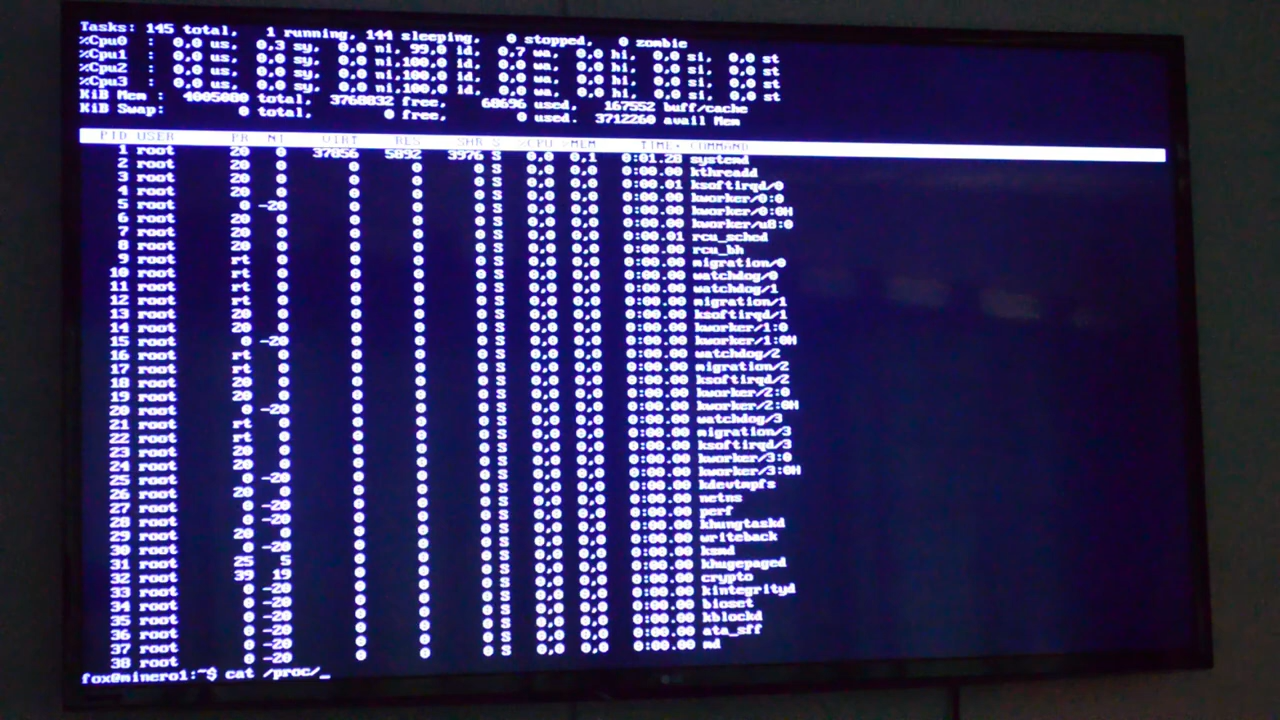 Tasks: 145 total, 1 running, 144 sleeping, 0 stopped, 0 zombie
%Cpu0 : 0,0 us, 0,3 sy, 0,0 ni, 99,0 id, 0,7 wa, 0,0 hi, 0,0 si, 0,0 st
%Cpu1 : 0,0 us, 0,0 sy, 0,0 ni,100,0 id, 0,0 wa, 0,0 hi, 0,0 si, 0,0 st
%Cpu2 : 0,0 us, 0,0 sy, 0,0 ni,100,0 id, 0,0 wa, 0,0 hi, 0,0 si, 0,0 st
%Cpu3 : 0,0 us, 0,0 sy, 0,0 ni,100,0 id, 0,0 wa, 0,0 hi, 0,0 si, 0,0 st
KiB Mem : 4005080 total, 3768832 free, 68696 used, 167552 buff/cache
KiB Swap: 0 total, 0 free, 0 used. 3712260 avail Mem
PID USER PR NI VIRT RES SHR S %CPU %MEM TIME+ COMMAND
1 root 20 0 37856 5892 3976 S 0,0 0,1 0:01.28 systemd
2 root 20 0 0 0 0 S 0,0 0,0 0:00.00 kthreadd
3 root 20 0 0 0 0 S 0,0 0,0 0:00.01 ksoftirqd/0
4 root 20 0 0 0 0 S 0,0 0,0 0:00.00 kworker/0:0
5 root 0 -20 0 0 0 S 0,0 0,0 0:00.00 kworker/0:0H
6 root 20 0 0 0 0 S 0,0 0,0 0:00.00 kworker/u8:0
7 root 20 0 0 0 0 S 0,0 0,0 0:00.01 rcu_sched
8 root 20 0 0 0 0 S 0,0 0,0 0:00.00 rcu_bh
9 root rt 0 0 0 0 S 0,0 0,0 0:00.00 migration/0
10 root rt 0 0 0 0 S 0,0 0,0 0:00.00 watchdog/0
11 root rt 0 0 0 0 S 0,0 0,0 0:00.00 watchdog/1
12 root rt 0 0 0 0 S 0,0 0,0 0:00.00 migration/1
13 root 20 0 0 0 0 S 0,0 0,0 0:00.00 ksoftirqd/1
14 root 20 0 0 0 0 S 0,0 0,0 0:00.00 kworker/1:0
15 root 0 -20 0 0 0 S 0,0 0,0 0:00.00 kworker/1:0H
16 root rt 0 0 0 0 S 0,0 0,0 0:00.00 watchdog/2
17 root rt 0 0 0 0 S 0,0 0,0 0:00.00 migration/2
18 root 20 0 0 0 0 S 0,0 0,0 0:00.00 ksoftirqd/2
19 root 20 0 0 0 0 S 0,0 0,0 0:00.00 kworker/2:0
20 root 0 -20 0 0 0 S 0,0 0,0 0:00.00 kworker/2:0H
21 root rt 0 0 0 0 S 0,0 0,0 0:00.00 watchdog/3
22 root rt 0 0 0 0 S 0,0 0,0 0:00.00 migration/3
23 root 20 0 0 0 0 S 0,0 0,0 0:00.00 ksoftirqd/3
24 root 20 0 0 0 0 S 0,0 0,0 0:00.00 kworker/3:0
25 root 0 -20 0 0 0 S 0,0 0,0 0:00.00 kworker/3:0H
26 root 20 0 0 0 0 S 0,0 0,0 0:00.00 kdevtmpfs
27 root 0 -20 0 0 0 S 0,0 0,0 0:00.00 netns
28 root 0 -20 0 0 0 S 0,0 0,0 0:00.00 perf
29 root 20 0 0 0 0 S 0,0 0,0 0:00.00 khungtaskd
30 root 0 -20 0 0 0 S 0,0 0,0 0:00.00 writeback
31 root 25 5 0 0 0 S 0,0 0,0 0:00.00 ksmd
32 root 39 19 0 0 0 S 0,0 0,0 0:00.00 khugepaged
33 root 0 -20 0 0 0 S 0,0 0,0 0:00.00 crypto
34 root 0 -20 0 0 0 S 0,0 0,0 0:00.00 kintegrityd
35 root 0 -20 0 0 0 S 0,0 0,0 0:00.00 bioset
36 root 0 -20 0 0 0 S 0,0 0,0 0:00.00 kblockd
37 root 0 -20 0 0 0 S 0,0 0,0 0:00.00 ata_sff
38 root 0 -20 0 0 0 S 0,0 0,0 0:00.00 md
fox@minero1:~$ cat /proc/_